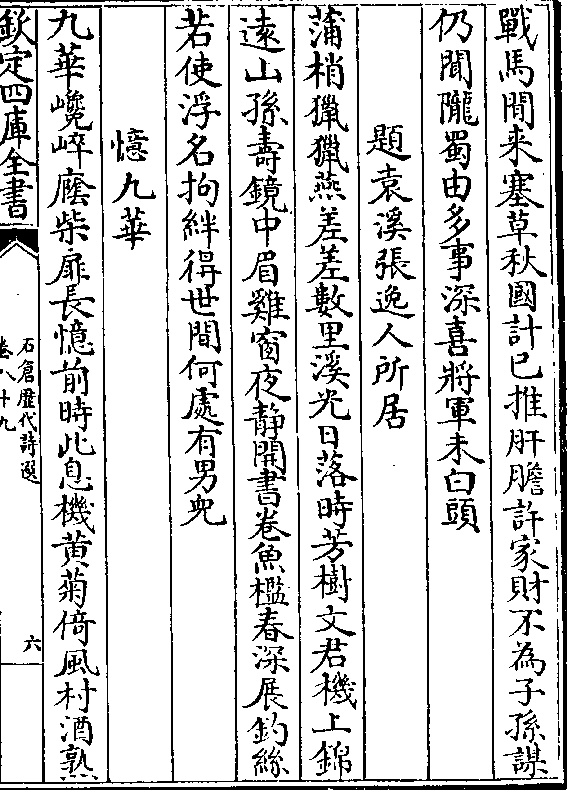 戰馬閒来塞草秋國計已推肝膽許家財不為子孫謀
仍聞隴蜀由多事深喜將軍未白頭
題袁溪張逸人所居
蒲梢獵獵燕差差數里溪光日落時芳樹文君機上錦
遠山孫壽鏡中眉雞窗夜静開書卷魚檻春深展釣絲
若使浮名拘絆得世間何處有男兒
憶九華
九華巉崪蔭柴扉長憶前時此息機黄菊倚風村酒熟
欽定四庫全書
石倉歴代詩選
卷八十九
六